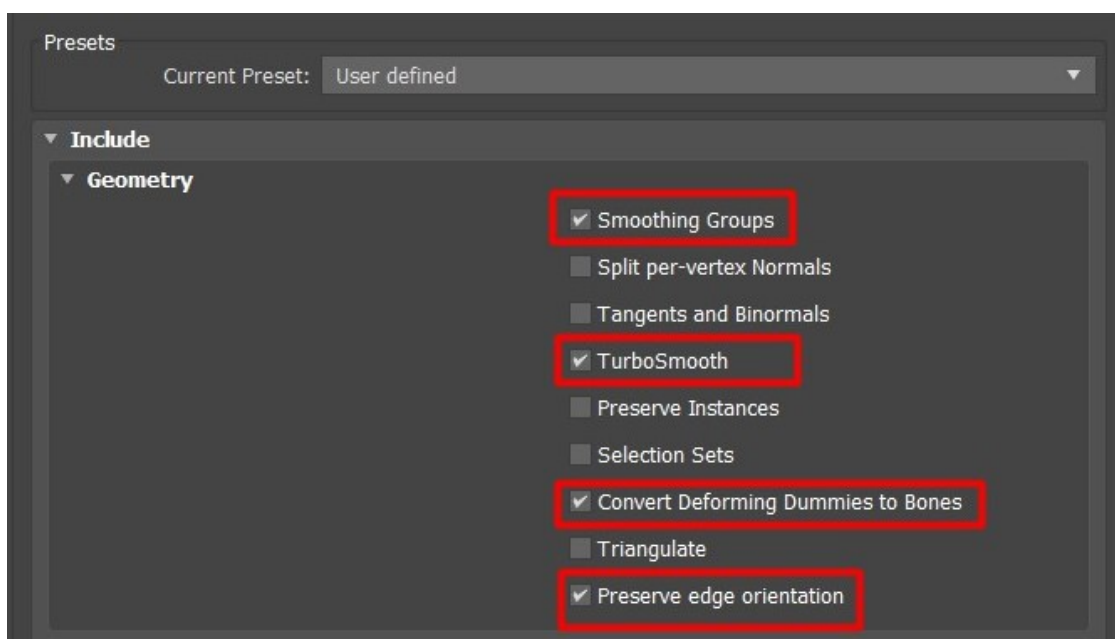 Presets
Current Preset: User defined
Include
Geometry
Smoothing Groups
Split per-vertex Normals
Tangents and Binormals
TurboSmooth
Preserve Instances
Selection Sets
Convert Deforming Dummies to Bones
Triangulate
Preserve edge orientation